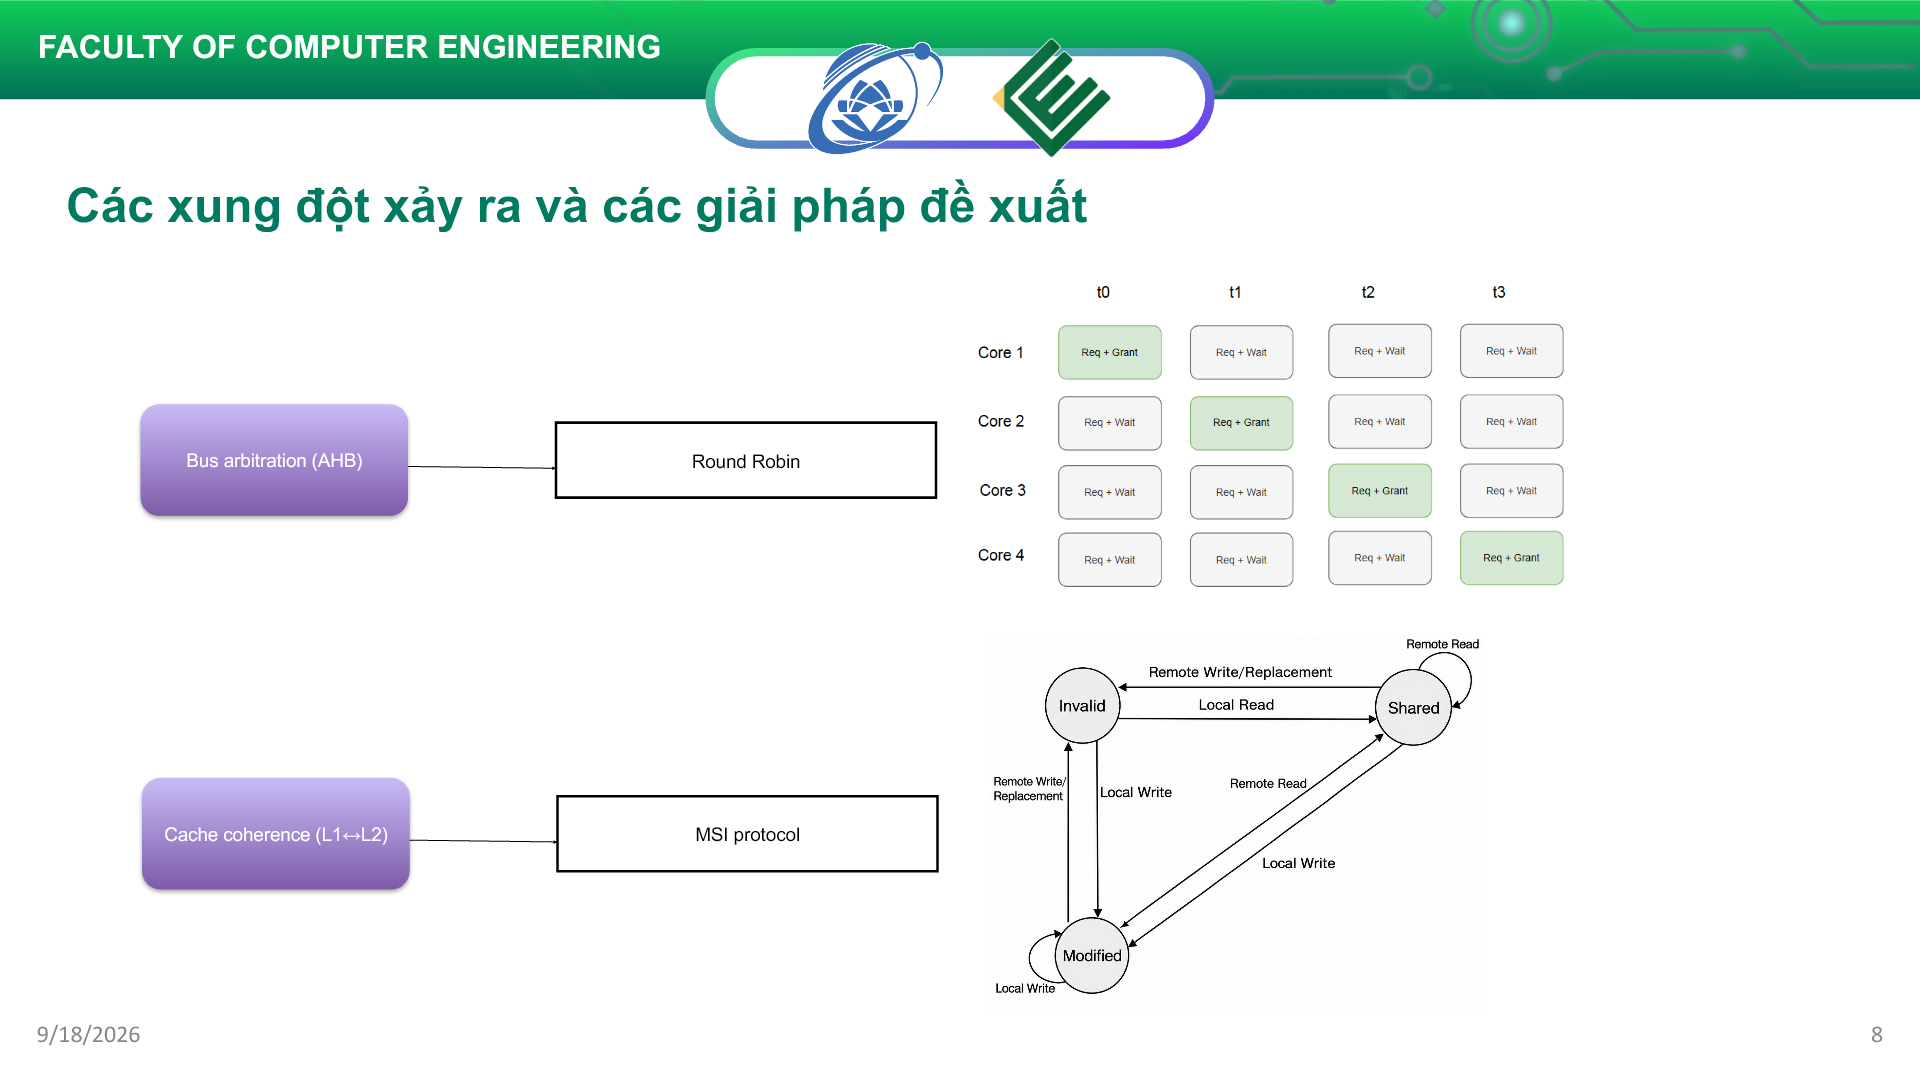 FACULTY OF COMPUTER ENGINEERING
Các xung đột xảy ra và các giải pháp đề xuất
Bus arbitration (AHB)
Round Robin
t0 t1 t2 t3
Core 1 Req + Grant Req + Wait Req + Wait Req + Wait
Core 2 Req + Wait Req + Grant Req + Wait Req + Wait
Core 3 Req + Wait Req + Wait Req + Grant Req + Wait
Core 4 Req + Wait Req + Wait Req + Wait Req + Grant
Cache coherence (L1↔L2)
MSI protocol
Remote Read
Remote Write/Replacement
Invalid
Local Read
Shared
Remote Write/
Replacement
Local Write
Remote Read
Local Write
Modified
Local Write
9/18/2026
8